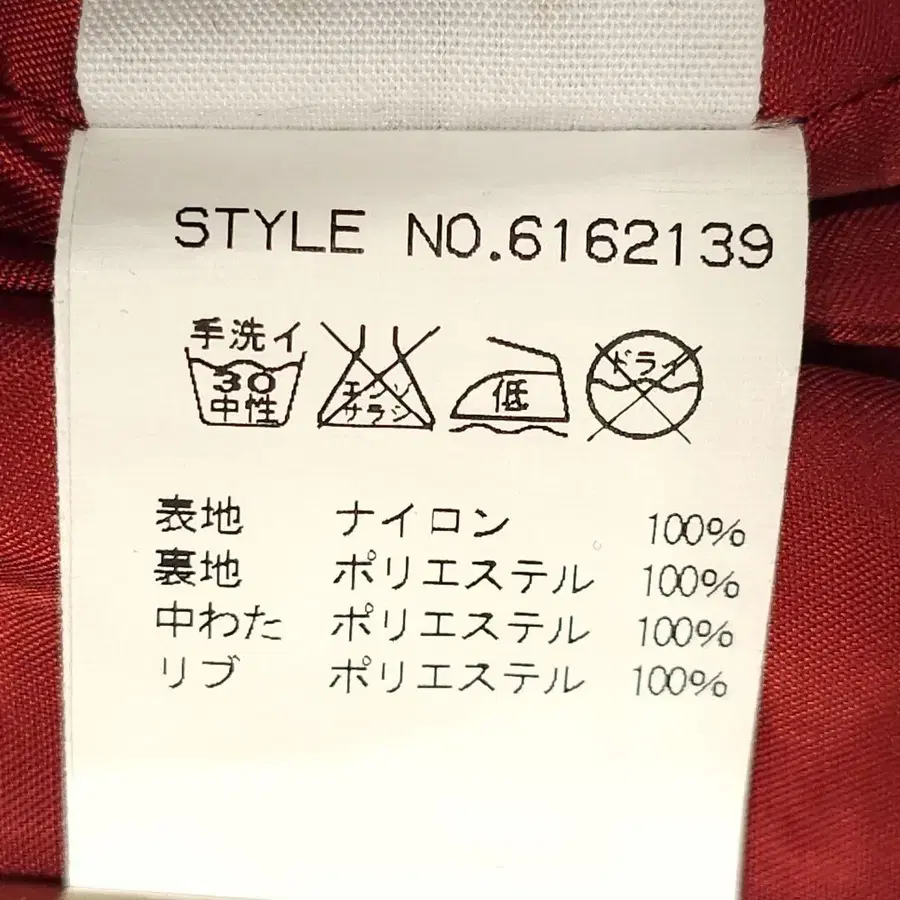 STYLE NO.6162139
手洗イ
30
中性
エンソ
サラシ
低
ドライ
表地 ナイロン 100%
裏地 ポリエステル 100%
中わた ポリエステル 100%
リブ ポリエステル 100%